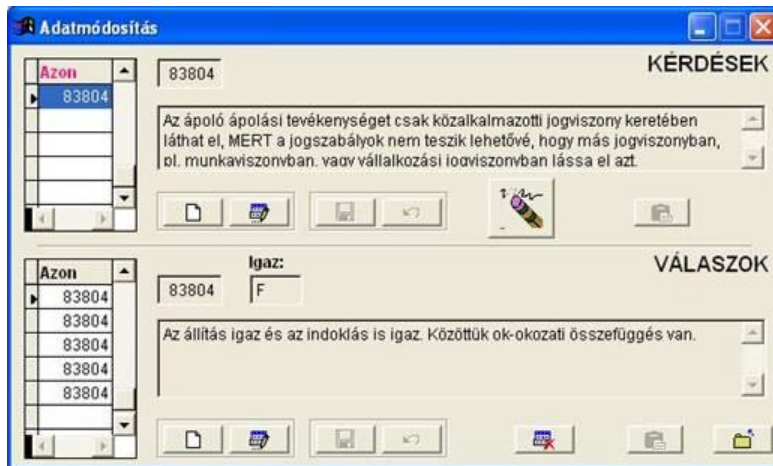 Adatmódosítás
Azon
83804
83804
KÉRDÉSEK
Az ápoló ápolási tevékenységet csak közalkalmazotti jogviszony keretében
láthat el, MERT a jogszabályok nem teszik lehetővé, hogy más jogviszonyban,
pl. munkaviszonyban, vagy vállalkozási jogviszonyban lássa el azt.
Azon
83804
83804
83804
83804
83804
83804
Igaz:
F
VÁLASZOK
Az állítás igaz és az indoklás is igaz. Közöttük ok-okozati összefüggés van.